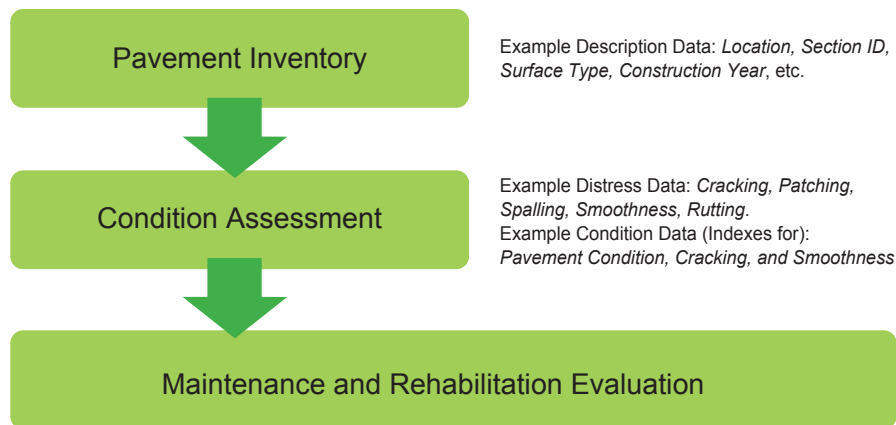 Pavement Inventory
Example Description Data: Location, Section ID,
Surface Type, Construction Year, etc.
Condition Assessment
Example Distress Data: Cracking, Patching,
Spalling, Smoothness, Rutting.
Example Condition Data (Indexes for):
Pavement Condition, Cracking, and Smoothness
Maintenance and Rehabilitation Evaluation